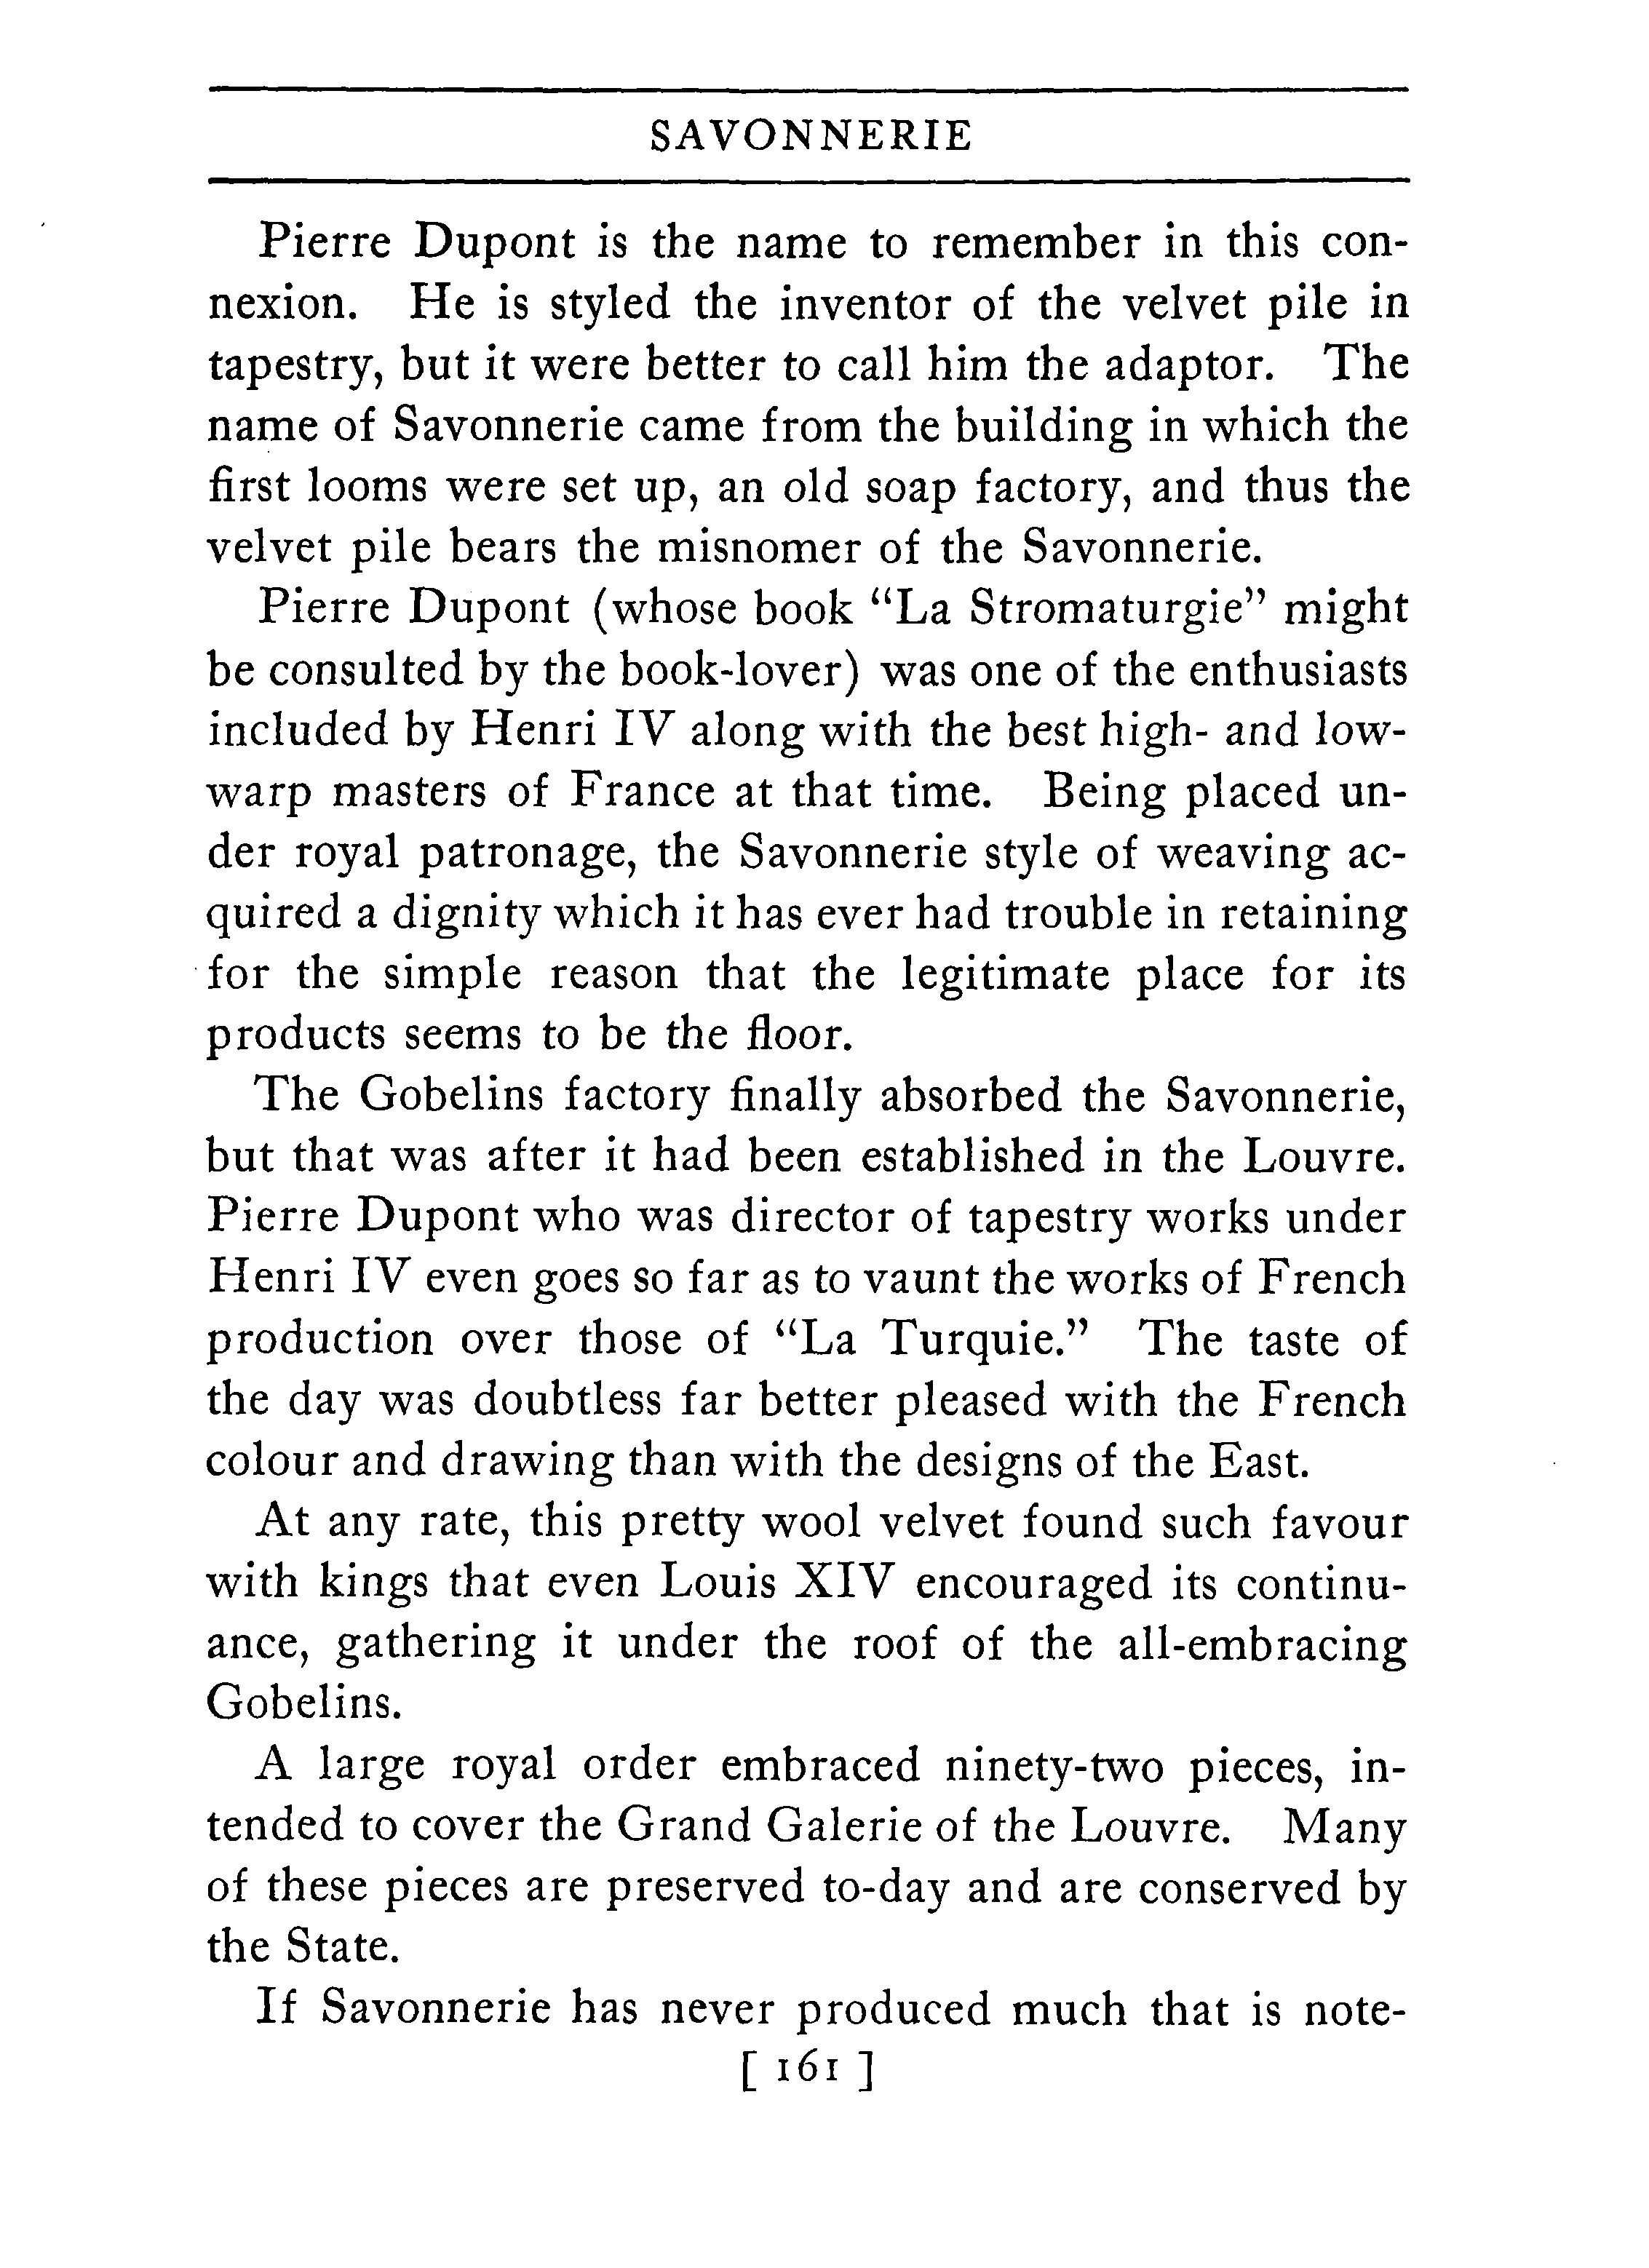 SAVONNERIE
Pierre Dupont is the name to remember in this con-
nexion. He is styled the inventor of the velvet pile in
tapestry, but it were better to call him the adaptor. The
name of Savonnerie came from the building in which the
first looms were set up, an old soap factory, and thus the
velvet pile bears the misnomer of the Savonnerie.
Pierre Dupont (whose book “La Stromaturgie” might
be consulted by the book-lover) was one of the enthusiasts
included by Henri IV along with the best high- and low-
warp masters of France at that time. Being placed un-
der royal patronage, the Savonnerie style of weaving ac-
quired a dignity which it has ever had trouble in retaining
for the simple reason that the legitimate place for its
products seems to be the floor.
The Gobelins factory finally absorbed the Savonnerie,
but that was after it had been established in the Louvre.
Pierre Dupont who was director of tapestry works under
Henri IV even goes so far as to vaunt the works of French
production over those of “La Turquie.” The taste of
the day was doubtless far better pleased with the French
colour and drawing than with the designs of the East.
At any rate, this pretty wool velvet found such favour
with kings that even Louis XIV encouraged its continu-
ance, gathering it under the roof of the all-embracing
Gobelins.
A large royal order embraced ninety-two pieces, in-
tended to cover the Grand Galerie of the Louvre. Many
of these pieces are preserved to-day and are conserved by
the State.
If Savonnerie has never produced much that is note-
[ 161 ]